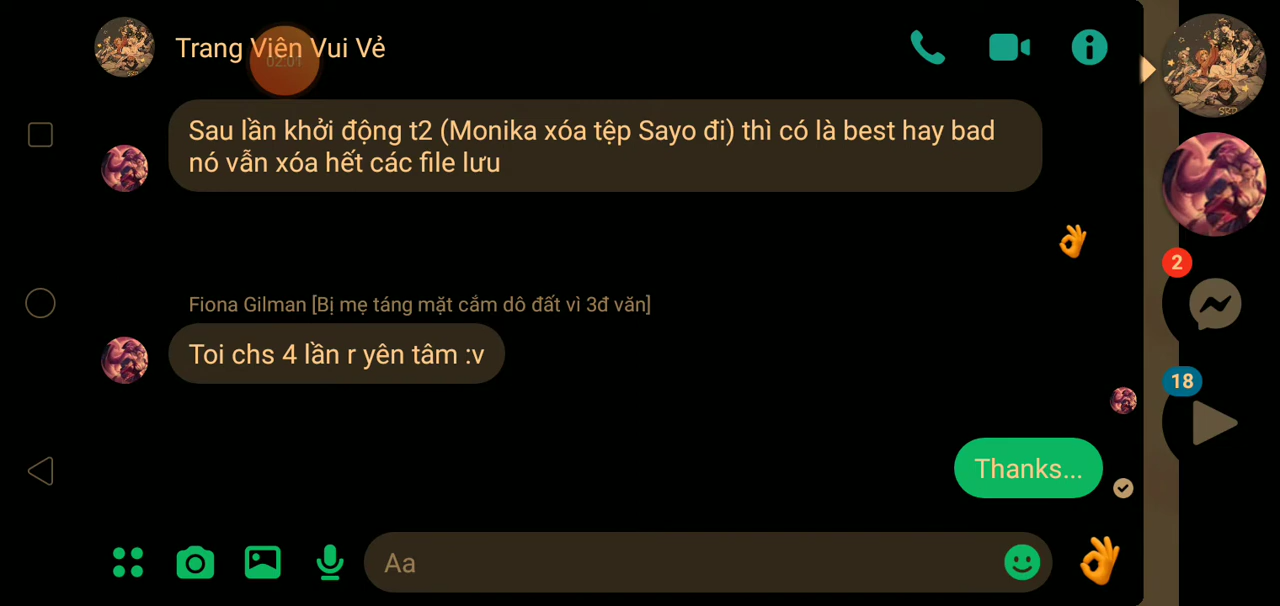 Trang Viên Vui Vẻ
02:01
Sau lần khởi động t2 (Monika xóa tệp Sayo đi) thì có là best hay bad
nó vẫn xóa hết các file lưu
2
Fiona Gilman [Bị mẹ táng mặt cắm dô đất vì 3đ văn]
Toi chs 4 lần r yên tâm :v
18
Thanks...
Aa